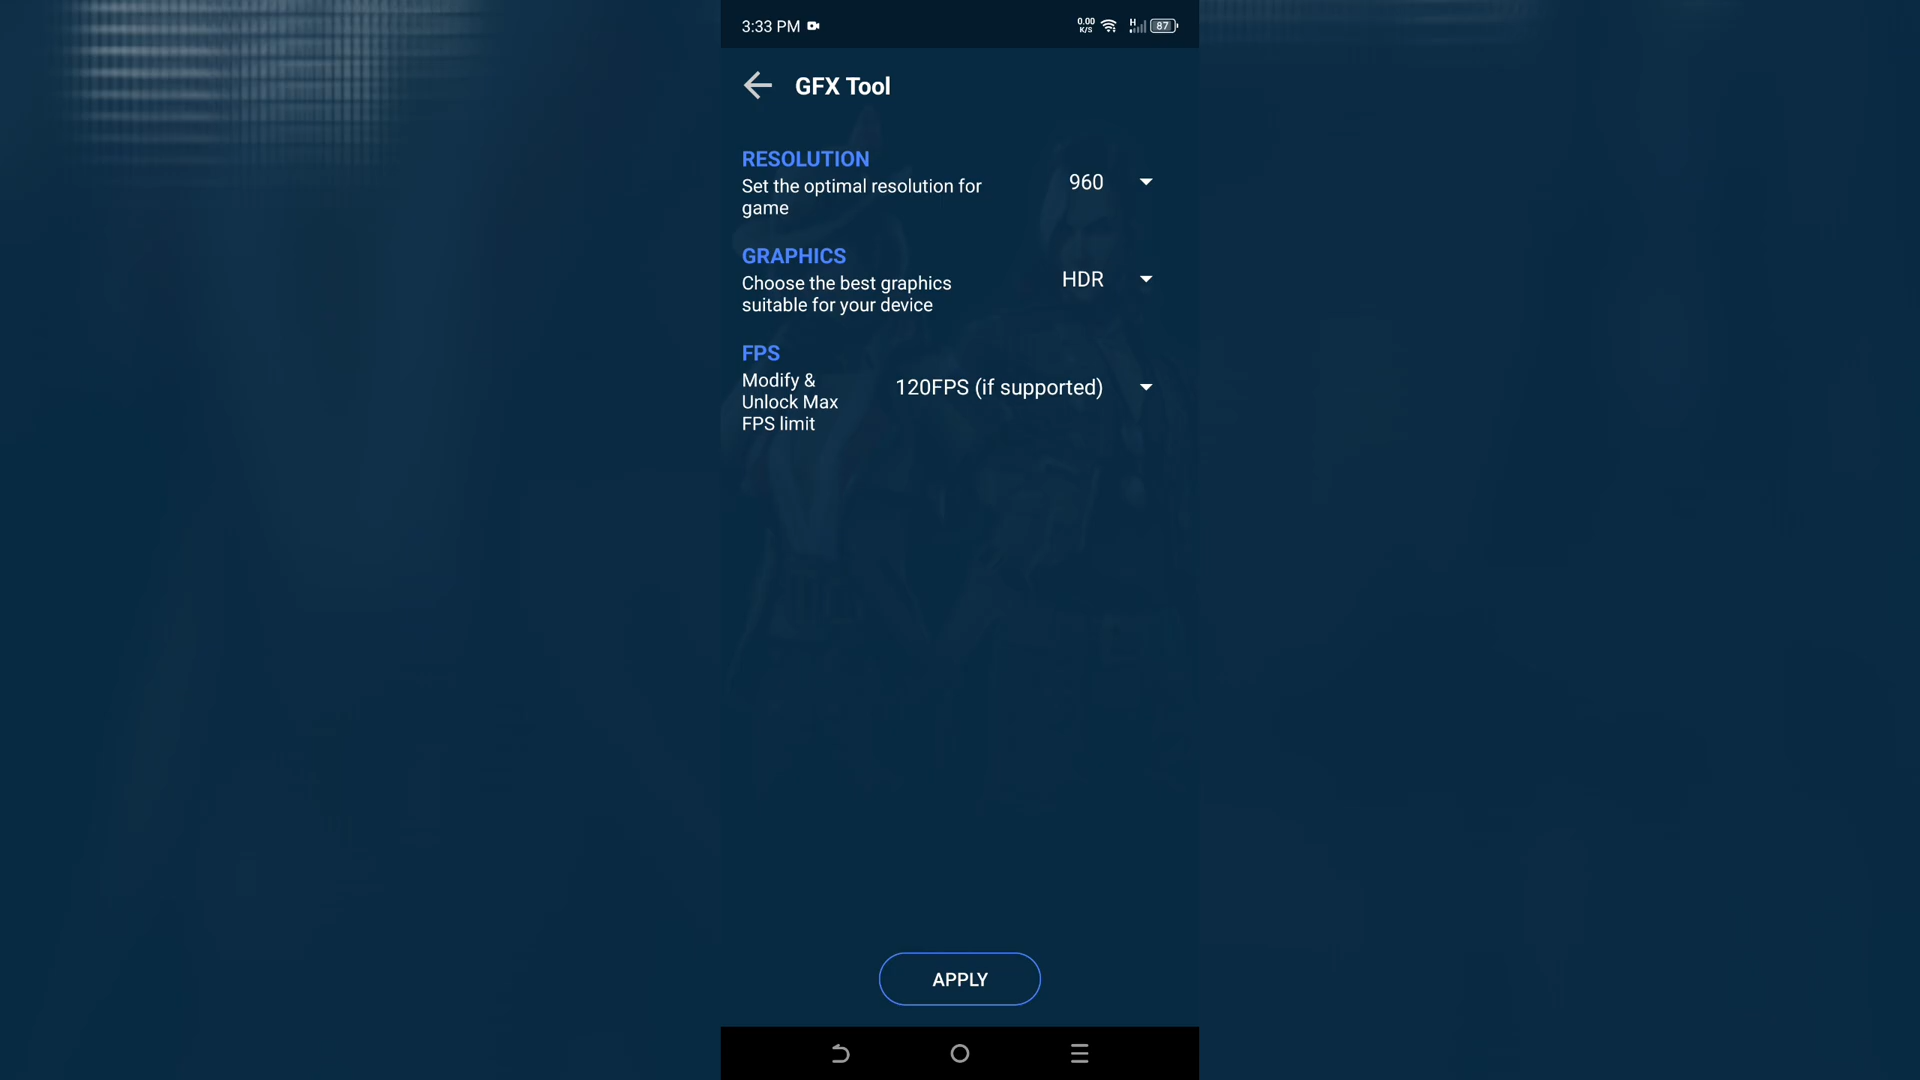 3:33 PM
0.00
K/S
H
87
GFX Tool
RESOLUTION
Set the optimal resolution for
game
960
GRAPHICS
Choose the best graphics
suitable for your device
HDR
FPS
Modify &
Unlock Max
FPS limit
120FPS (if supported)
APPLY